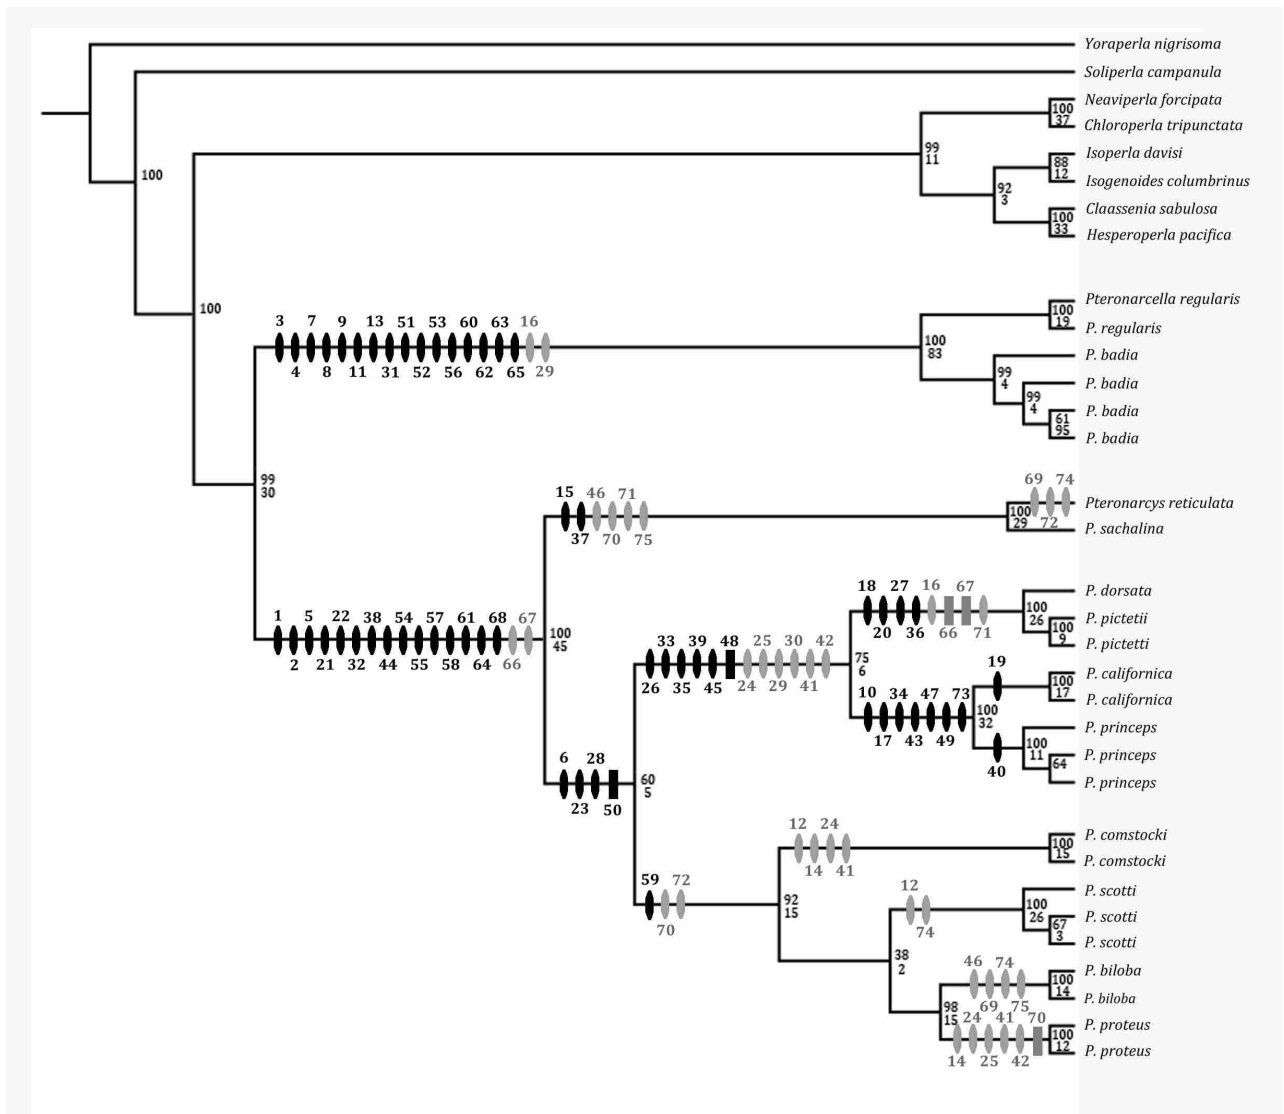 Yoraperla nigrisoma
Soliperla campanula
Neaviperla forcipata
100
37
Chloroperla tripunctata
99
11
Isoperla davisi
88
12
Isogenoides columbrinus
92
3
100
Claassenia sabulosa
100
33
Hesperoperla pacifica
100
Pteronarcella regularis
100
19
P. regularis
3 7 9 13 51 53 60 63 16
4 8 11 31 52 56 62 65 29
100
83
P. badia
99
4
P. badia
99
4
P. badia
61
95
P. badia
99
30
69 74
Pteronarcys reticulata
15 46 71
37 70 75
100
29
72
P. sachalina
18 27 16 67
20 36 66 71
P. dorsata
100
26
P. pictetii
100
9
P. pictetti
1 5 22 38 54 57 61 68 67
2 21 32 44 55 58 64 66
100
45
33 39 48 25 30 42
26 35 45 24 29 41
75
6
19
P. californica
100
17
P. californica
10 34 47 73
17 43 49
100
32
P. princeps
100
11
40
P. princeps
64
P. princeps
6 28
23 50
60
5
12 24
14 41
P. comstocki
100
15
P. comstocki
59 72
70
92
15
12
74
P. scotti
100
26
P. scotti
67
3
P. scotti
38
2
46 74
69 75
P. biloba
100
14
P. biloba
98
15
24 41 70
14 25 42
P. proteus
100
12
P. proteus